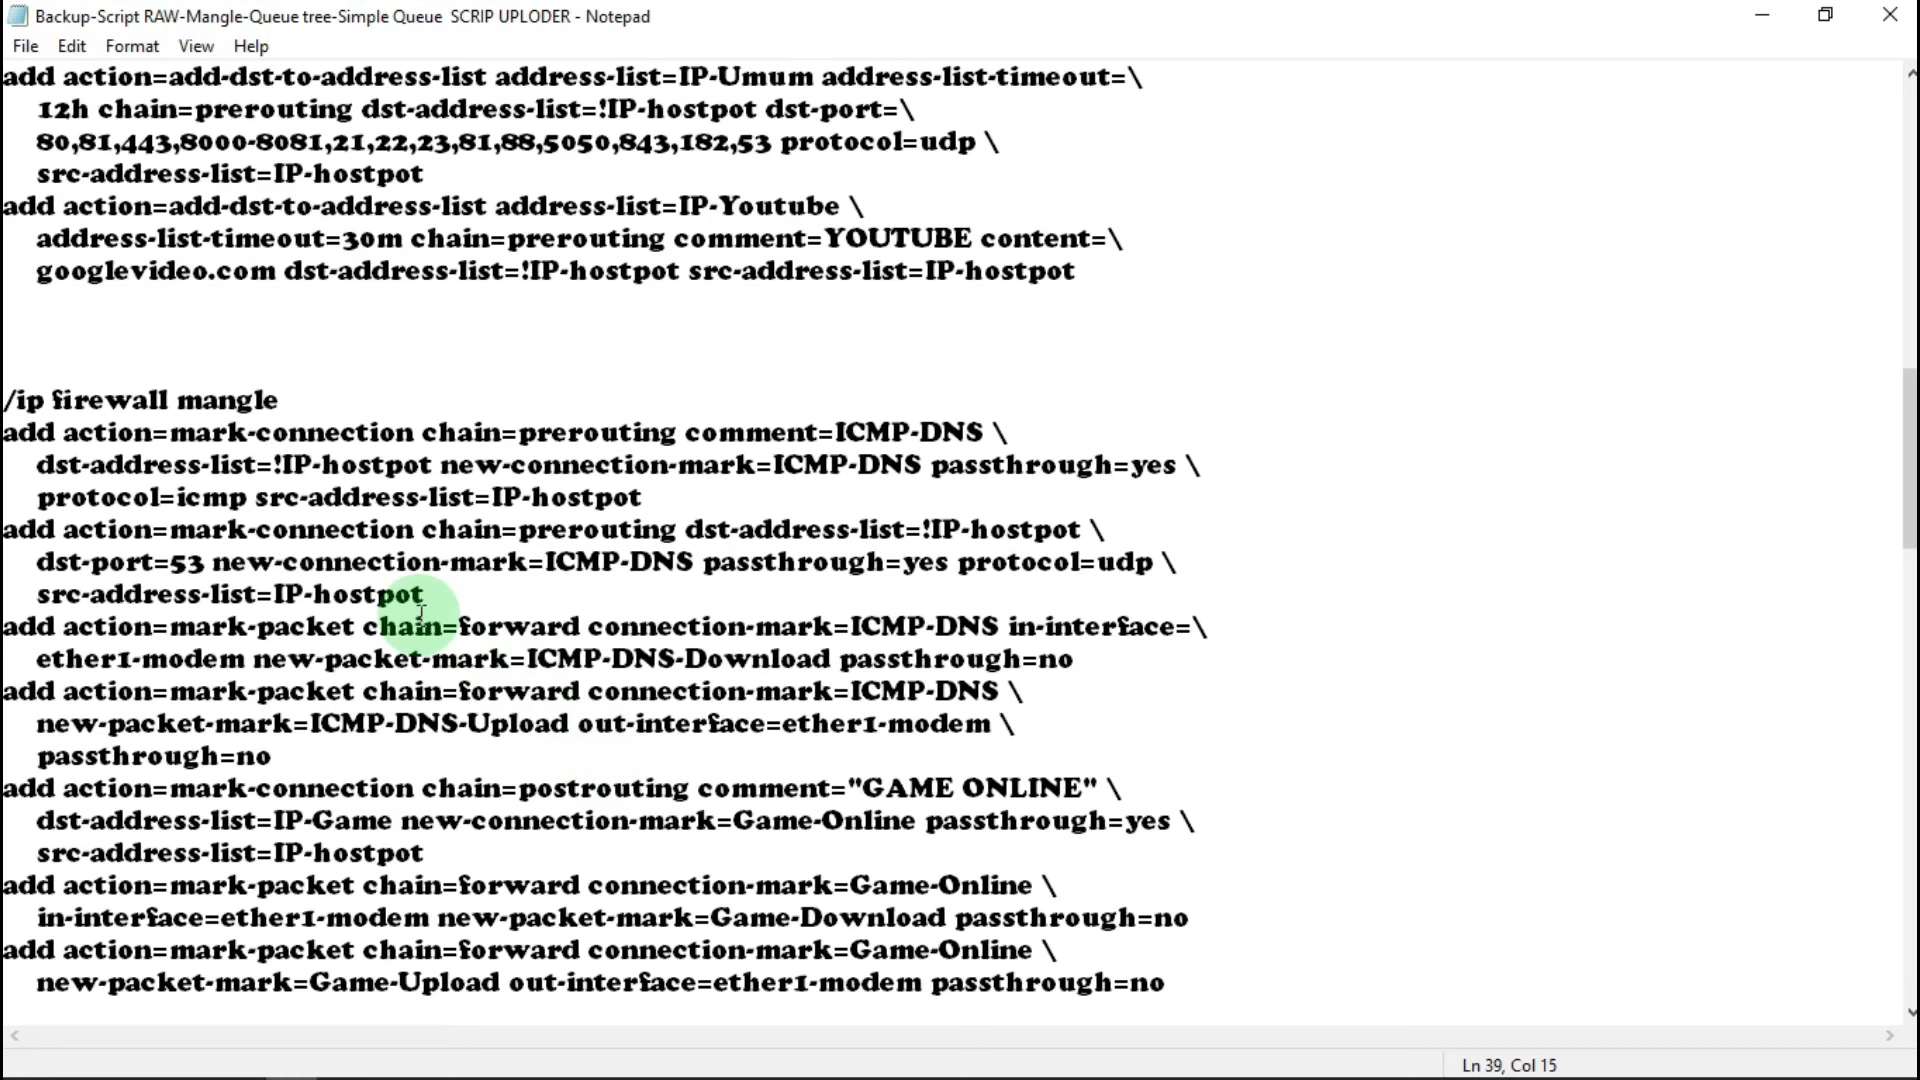 Backup-Script RAW-Mangle-Queue tree-Simple Queue  SCRIP UPLODER - Notepad
File Edit Format View Help
add action=add-dst-to-address-list address-list=IP-Umum address-list-timeout=\
12h chain=prerouting dst-address-list=!IP-hostpot dst-port=\
80,81,443,8000-8081,21,22,23,81,88,5050,843,182,53 protocol=udp \
src-address-list=IP-hostpot
add action=add-dst-to-address-list address-list=IP-Youtube \
address-list-timeout=30m chain=prerouting comment=YOUTUBE content=\
googlevideo.com dst-address-list=!IP-hostpot src-address-list=IP-hostpot
/ip firewall mangle
add action=mark-connection chain=prerouting comment=ICMP-DNS \
dst-address-list=!IP-hostpot new-connection-mark=ICMP-DNS passthrough=yes \
protocol=icmp src-address-list=IP-hostpot
add action=mark-connection chain=prerouting dst-address-list=!IP-hostpot \
dst-port=53 new-connection-mark=ICMP-DNS passthrough=yes protocol=udp \
src-address-list=IP-hostpot
add action=mark-packet chain=forward connection-mark=ICMP-DNS in-interface=\
ether1-modem new-packet-mark=ICMP-DNS-Download passthrough=no
add action=mark-packet chain=forward connection-mark=ICMP-DNS \
new-packet-mark=ICMP-DNS-Upload out-interface=ether1-modem \
passthrough=no
add action=mark-connection chain=postrouting comment="GAME ONLINE" \
dst-address-list=IP-Game new-connection-mark=Game-Online passthrough=yes \
src-address-list=IP-hostpot
add action=mark-packet chain=forward connection-mark=Game-Online \
in-interface=ether1-modem new-packet-mark=Game-Download passthrough=no
add action=mark-packet chain=forward connection-mark=Game-Online \
new-packet-mark=Game-Upload out-interface=ether1-modem passthrough=no
Ln 39, Col 15